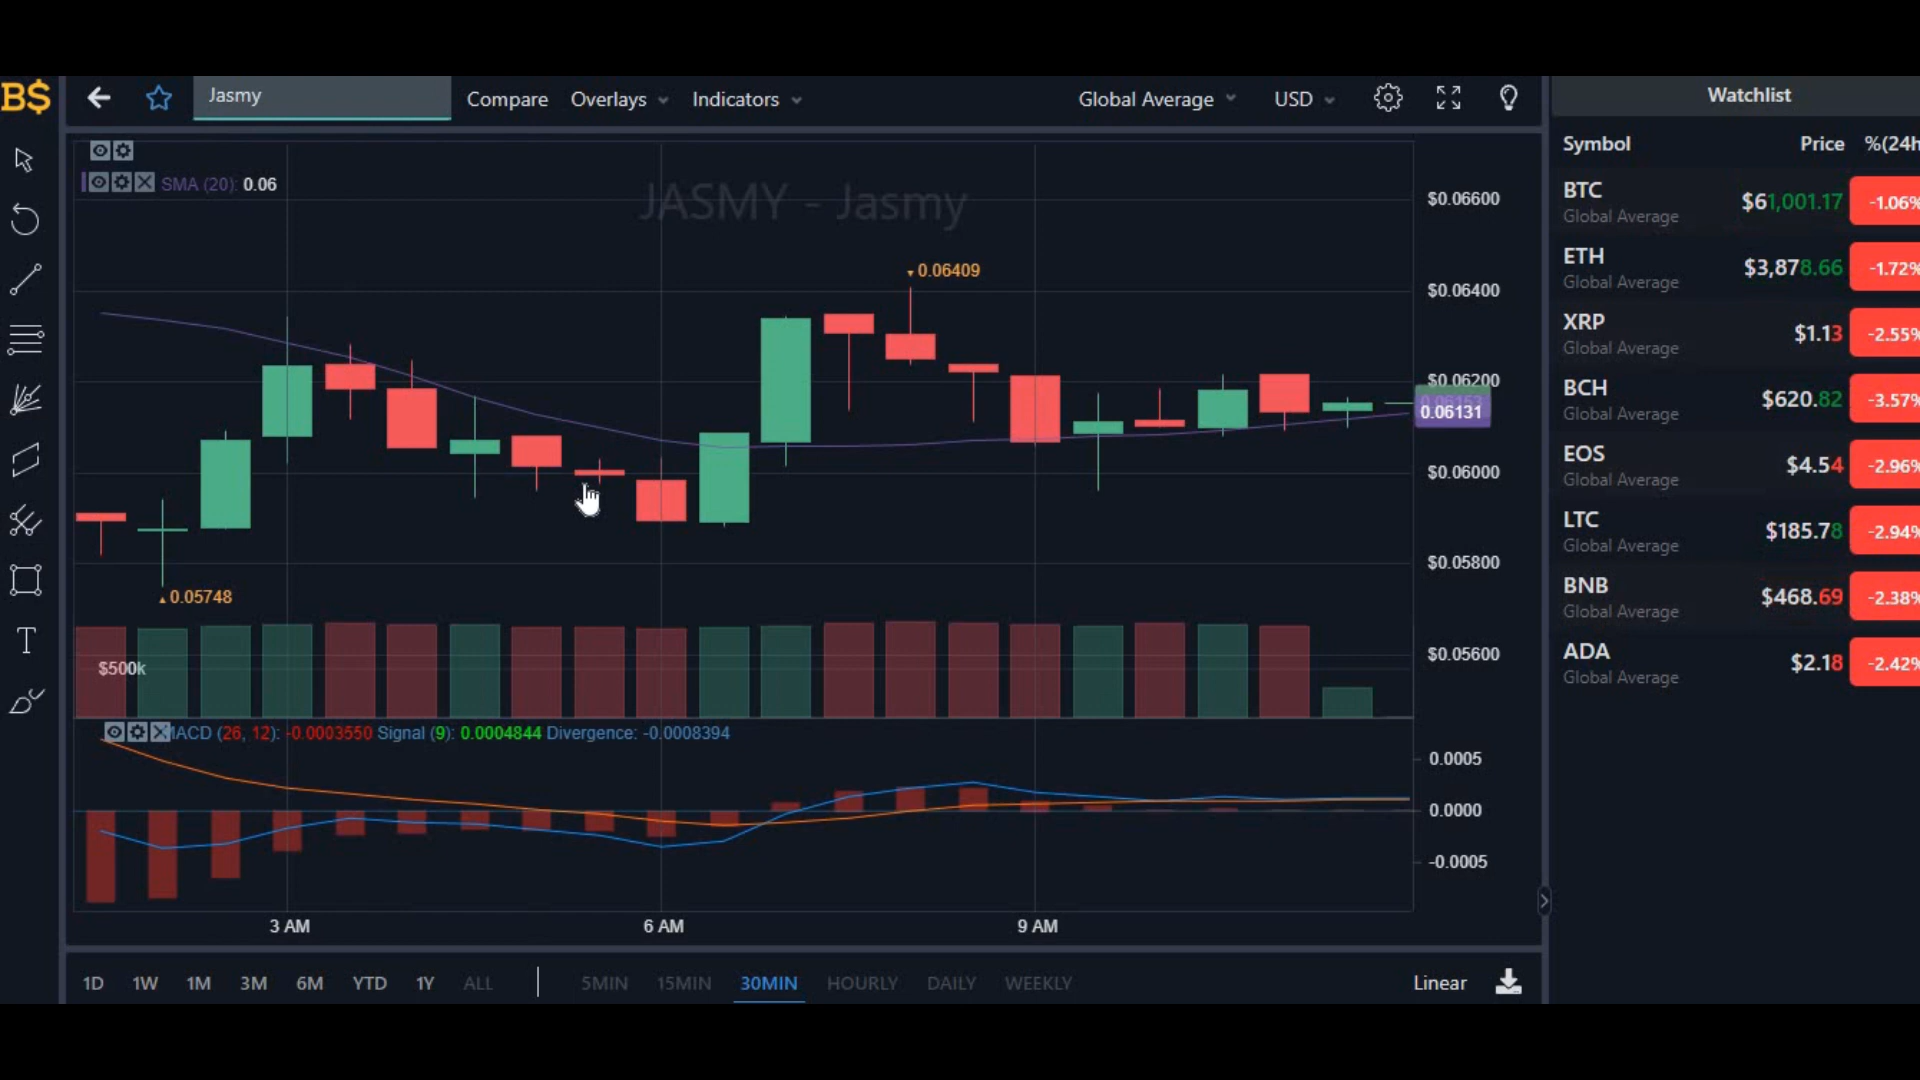 B$
Jasmy
Compare Overlays Indicators
Global Average USD
SMA (20): 0.06
JASMY - Jasmy
0.06409
0.05748
$0.06600
$0.06400
$0.06200
0.06131
$0.06000
$0.05800
$0.05600
$500k
MACD (26, 12): -0.0003550 Signal (9): 0.0004844 Divergence: -0.0008394
0.0005
0.0000
-0.0005
3 AM 6 AM 9 AM
1D 1W 1M 3M 6M YTD 1Y ALL 5MIN 15MIN 30MIN HOURLY DAILY WEEKLY
Linear
Watchlist
Symbol Price %(24h
BTC $61,001.17 -1.06%
Global Average
ETH $3,878.66 -1.72%
Global Average
XRP $1.13 -2.55%
Global Average
BCH $620.82 -3.57%
Global Average
EOS $4.54 -2.96%
Global Average
LTC $185.78 -2.94%
Global Average
BNB $468.69 -2.38%
Global Average
ADA $2.18 -2.42%
Global Average